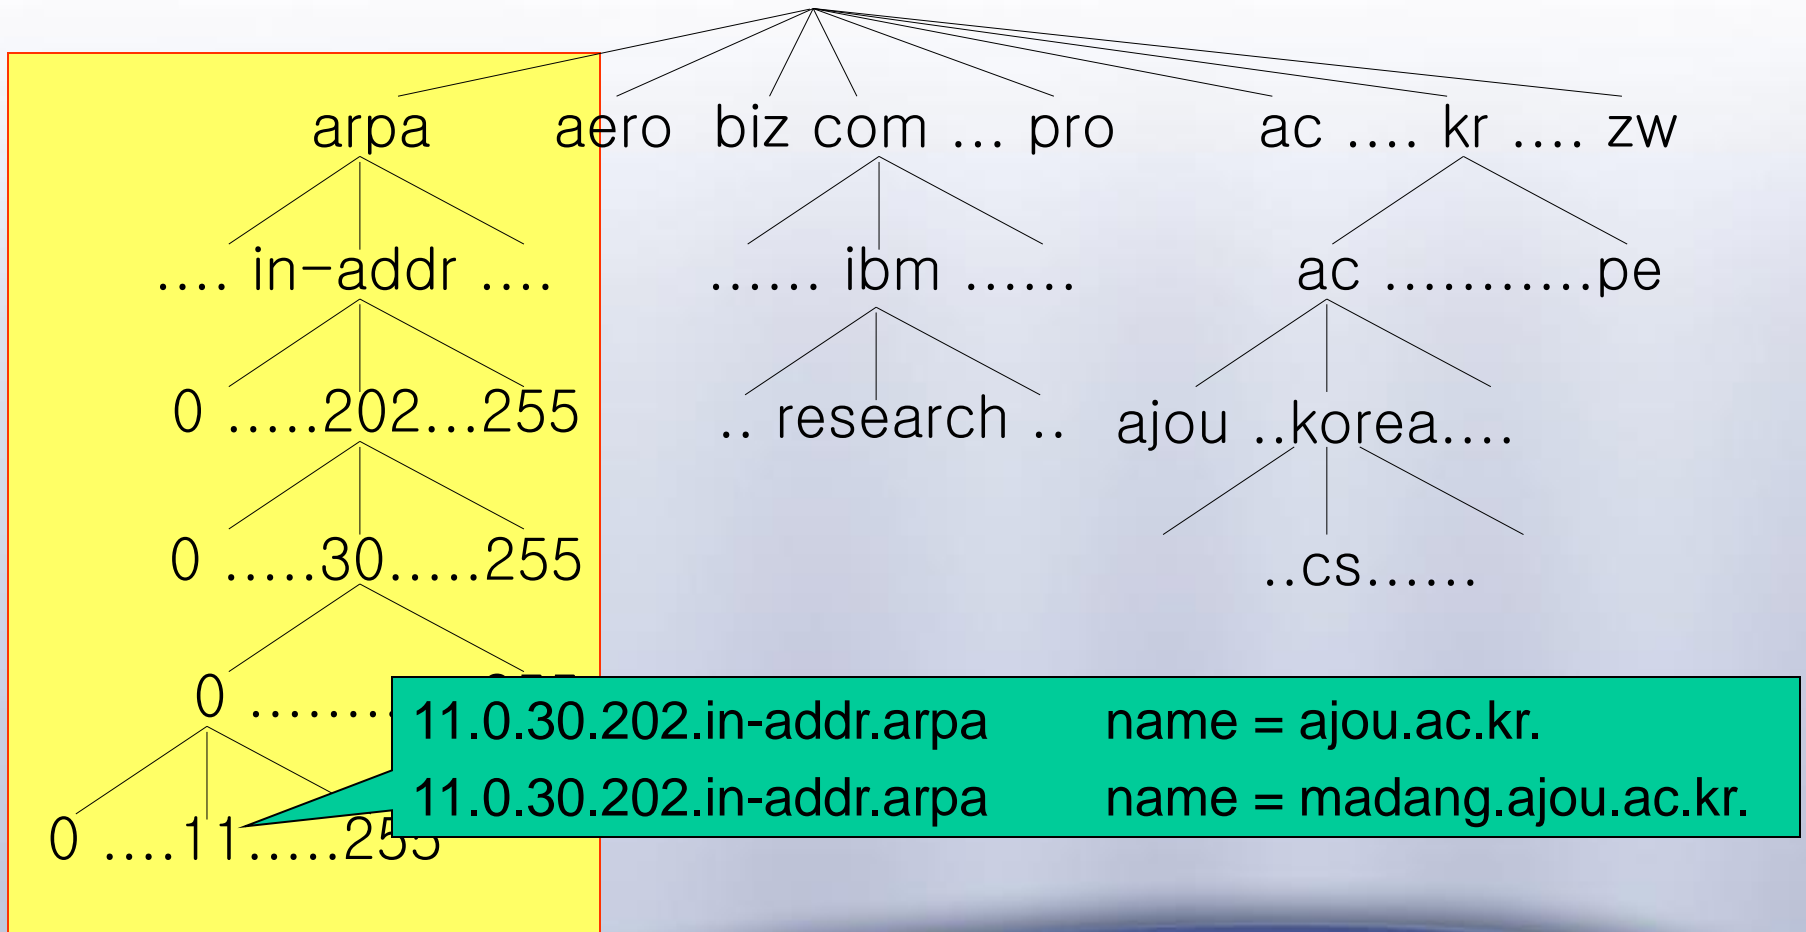 arpa aero biz com ... pro ac .... kr .... zw
.... in-addr .... ...... ibm ...... ac ...........pe
0 .....202...255 .. research .. ajou ..korea....
0 .....30.....255 ..cs......
0 ........
11.0.30.202.in-addr.arpa name = ajou.ac.kr.
11.0.30.202.in-addr.arpa name = madang.ajou.ac.kr.
0 ....11.....255